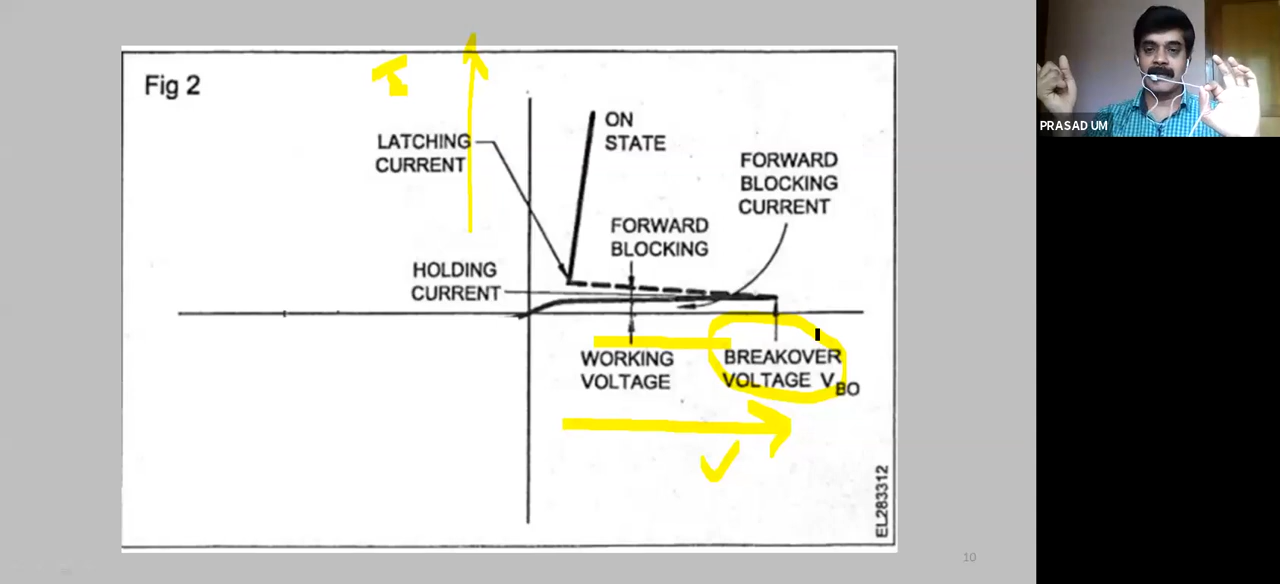 Fig 2
I
LATCHING
CURRENT
ON
STATE
FORWARD
BLOCKING
CURRENT
FORWARD
BLOCKING
HOLDING
CURRENT
WORKING
VOLTAGE
BREAKOVER
VOLTAGE VBO
V
EL283312
10
PRASAD UM